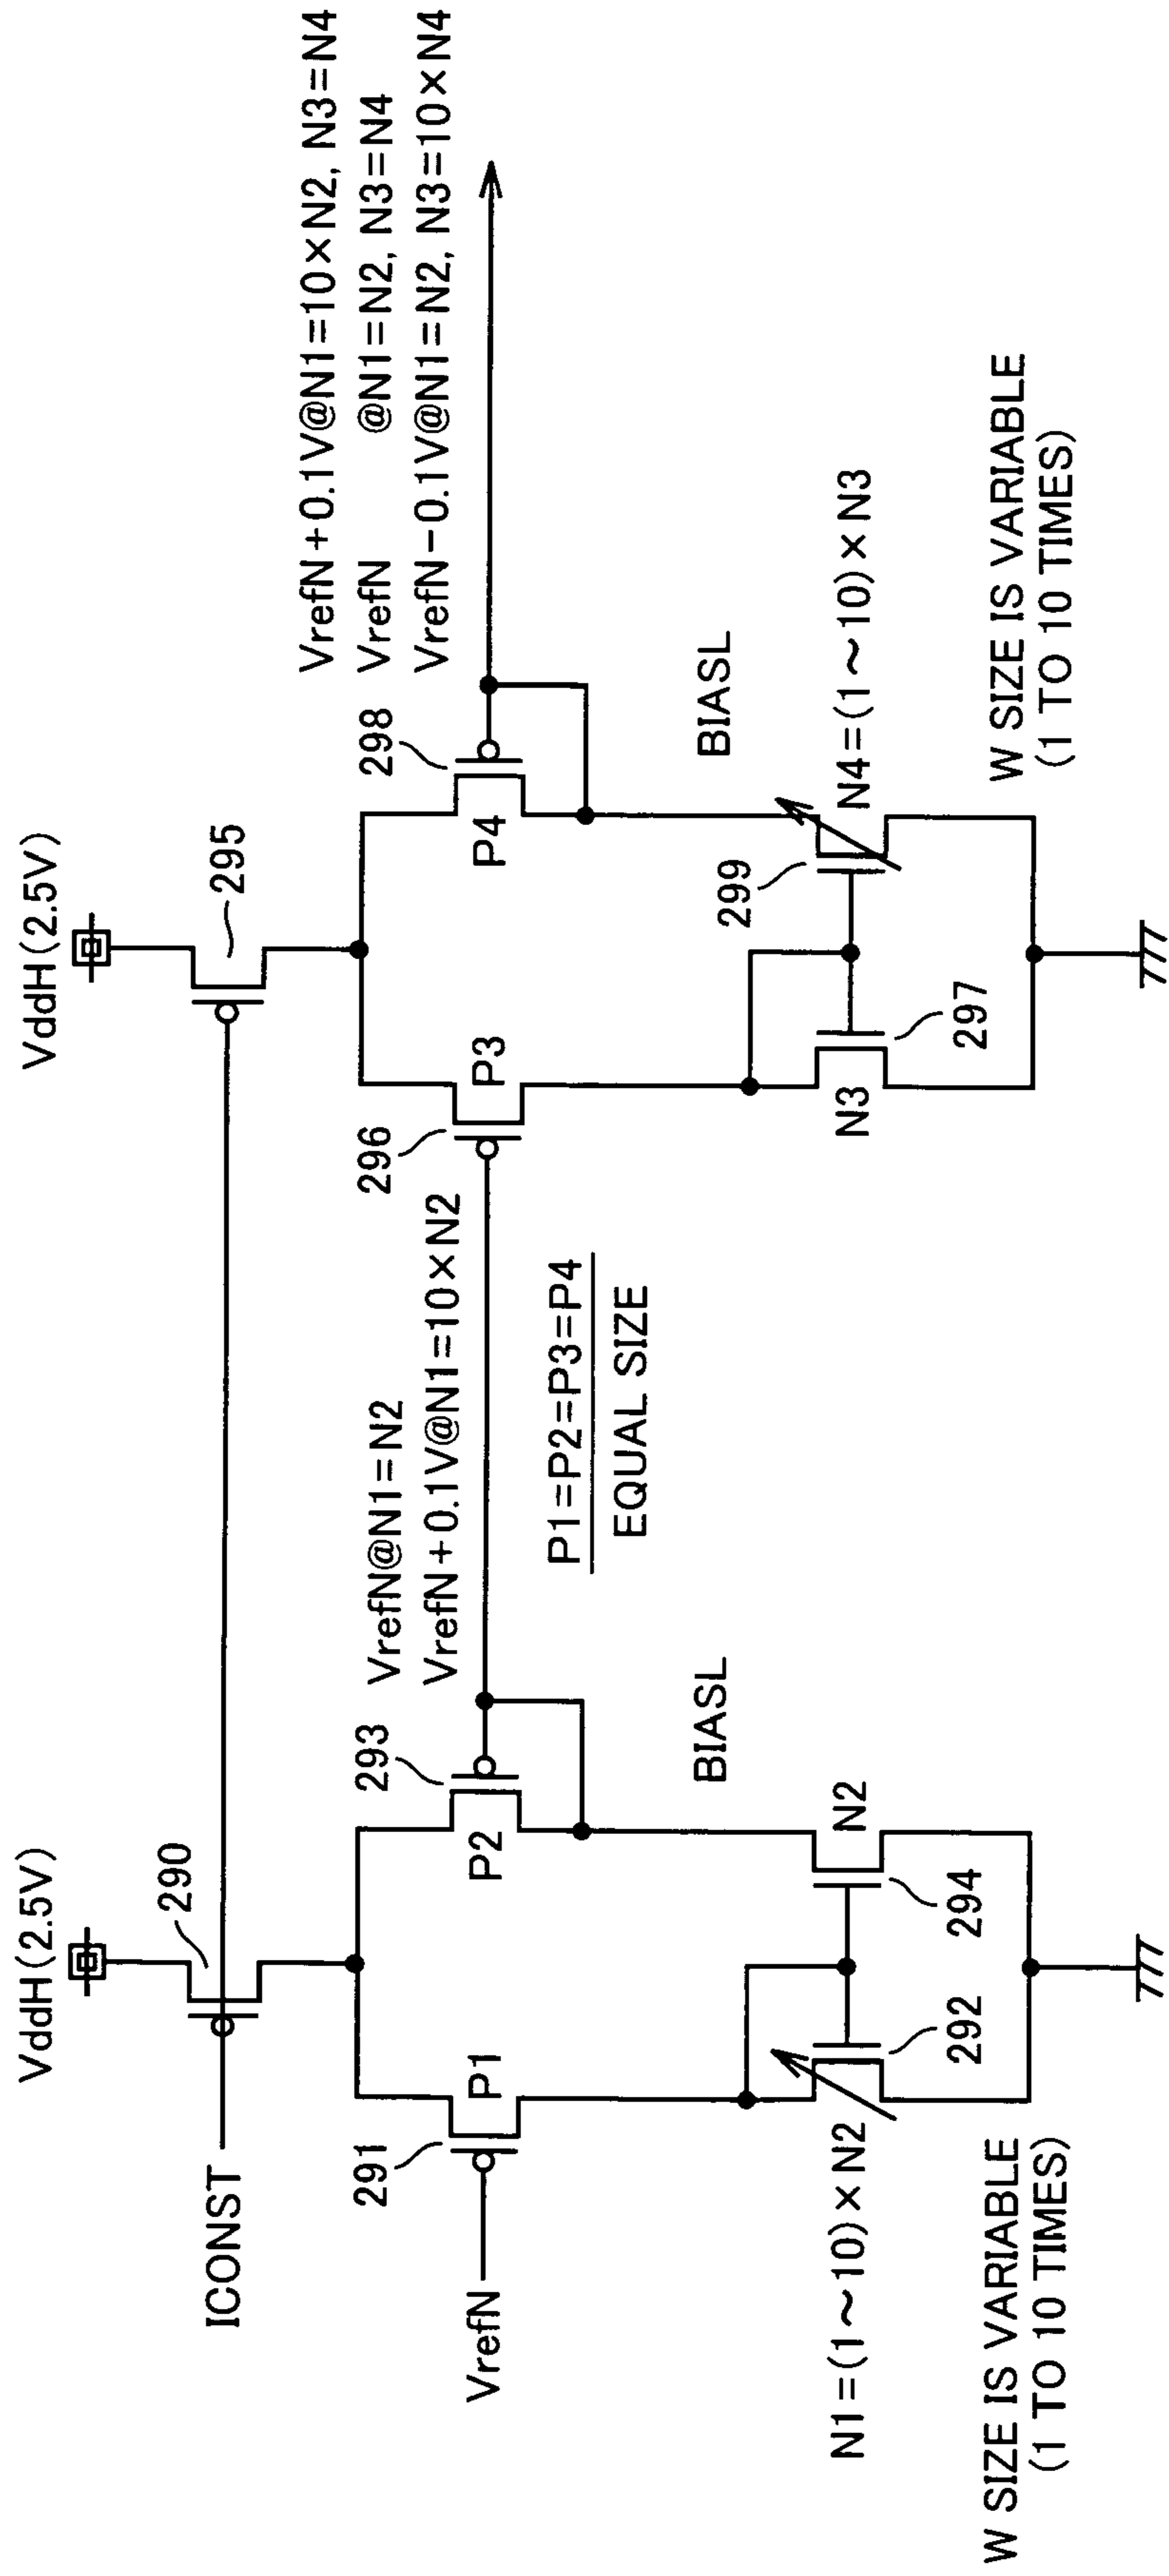 VddH(2.5V)
VddH(2.5V)
290
295
ICONST
VrefN+0.1V@N1=10×N2, N3=N4
VrefN @N1=N2, N3=N4
VrefN-0.1V@N1=N2, N3=10×N4
VrefN@N1=N2
VrefN+0.1V@N1=10×N2
291
293
296
298
VrefN
P1
P2
P3
P4
P1=P2=P3=P4
EQUAL SIZE
BIASL
BIASL
N1=(1~10)×N2
N2
N3
N4=(1~10)×N3
292
294
297
299
W SIZE IS VARIABLE
(1 TO 10 TIMES)
W SIZE IS VARIABLE
(1 TO 10 TIMES)